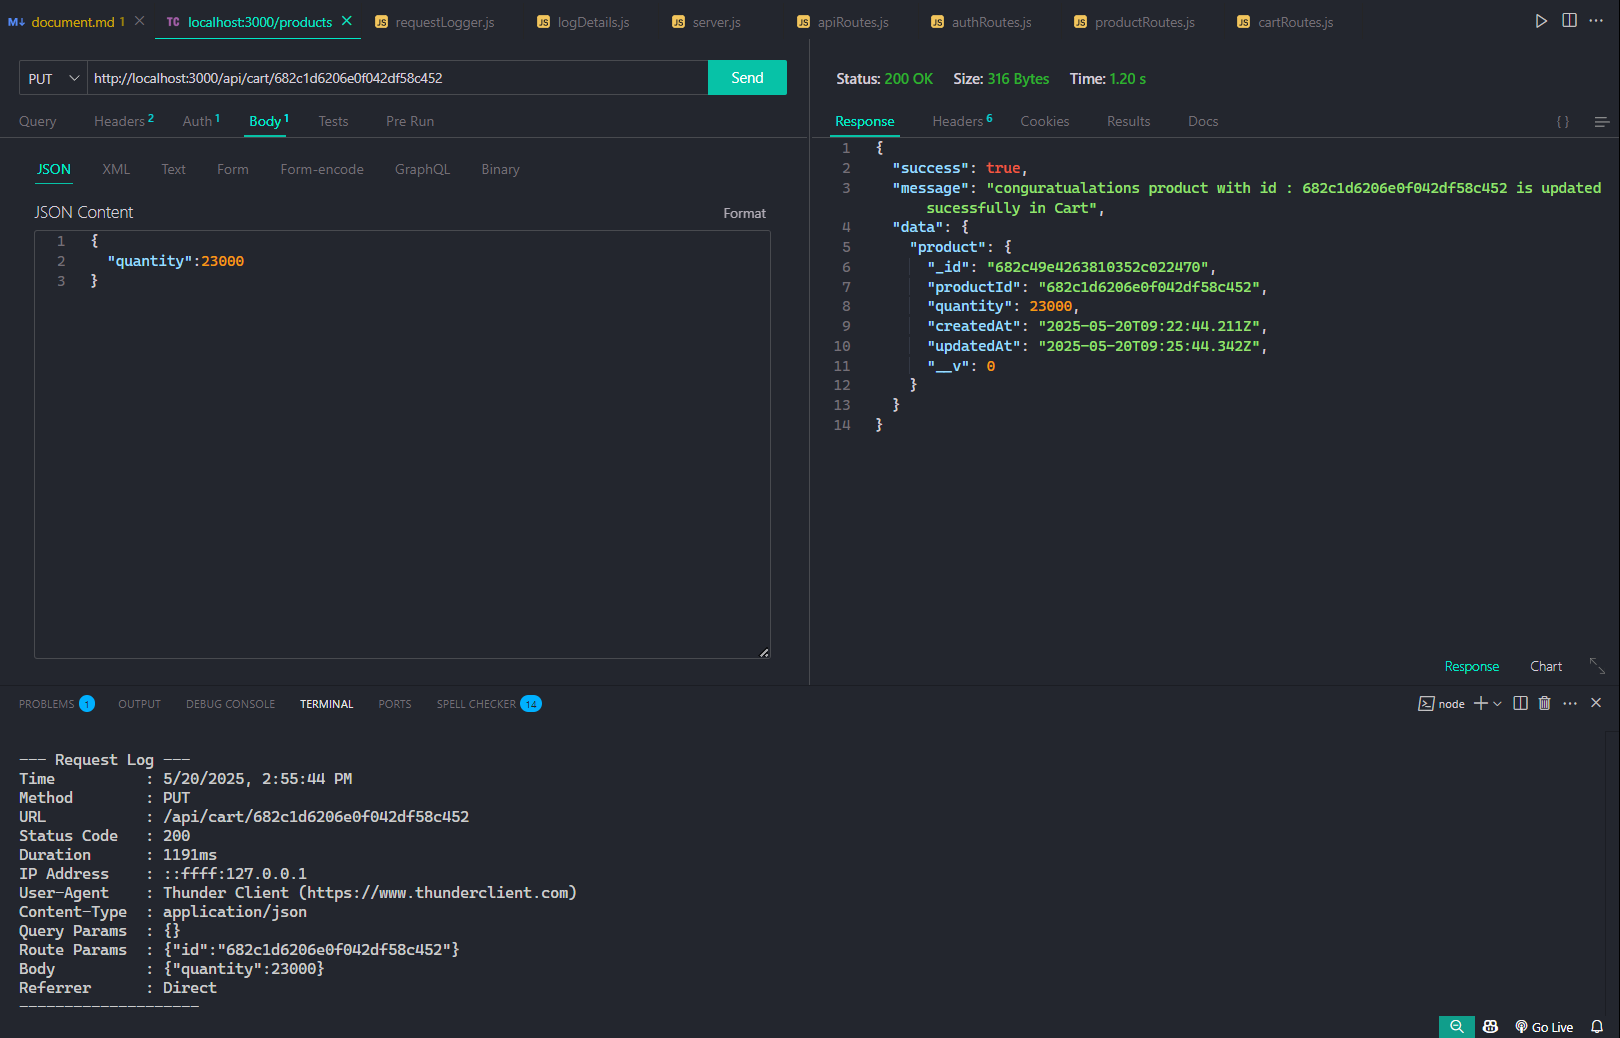 document.md 1
TC localhost:3000/products
JS requestLogger.js
JS logDetails.js
JS server.js
JS apiRoutes.js
JS authRoutes.js
JS productRoutes.js
JS cartRoutes.js
PUT http://localhost:3000/api/cart/682c1d6206e0f042df58c452 Send
Query Headers 2 Auth 1 Body 1 Tests Pre Run
JSON XML Text Form Form-encode GraphQL Binary
JSON Content Format
1 {
2 "quantity":23000
3 }
Status: 200 OK Size: 316 Bytes Time: 1.20 s
Response Headers 6 Cookies Results Docs { }
1 {
2 "success": true,
3 "message": "conguratualations product with id : 682c1d6206e0f042df58c452 is updated
sucessfully in Cart",
4 "data": {
5 "product": {
6 "_id": "682c49e4263810352c022470",
7 "productId": "682c1d6206e0f042df58c452",
8 "quantity": 23000,
9 "createdAt": "2025-05-20T09:22:44.211Z",
10 "updatedAt": "2025-05-20T09:25:44.342Z",
11 "__v": 0
12 }
13 }
14 }
Response Chart
PROBLEMS 1 OUTPUT DEBUG CONSOLE TERMINAL PORTS SPELL CHECKER 14
node
--- Request Log ---
Time : 5/20/2025, 2:55:44 PM
Method : PUT
URL : /api/cart/682c1d6206e0f042df58c452
Status Code : 200
Duration : 1191ms
IP Address : ::ffff:127.0.0.1
User-Agent : Thunder Client (https://www.thunderclient.com)
Content-Type : application/json
Query Params : {}
Route Params : {"id":"682c1d6206e0f042df58c452"}
Body : {"quantity":23000}
Referrer : Direct
--------------------
Go Live